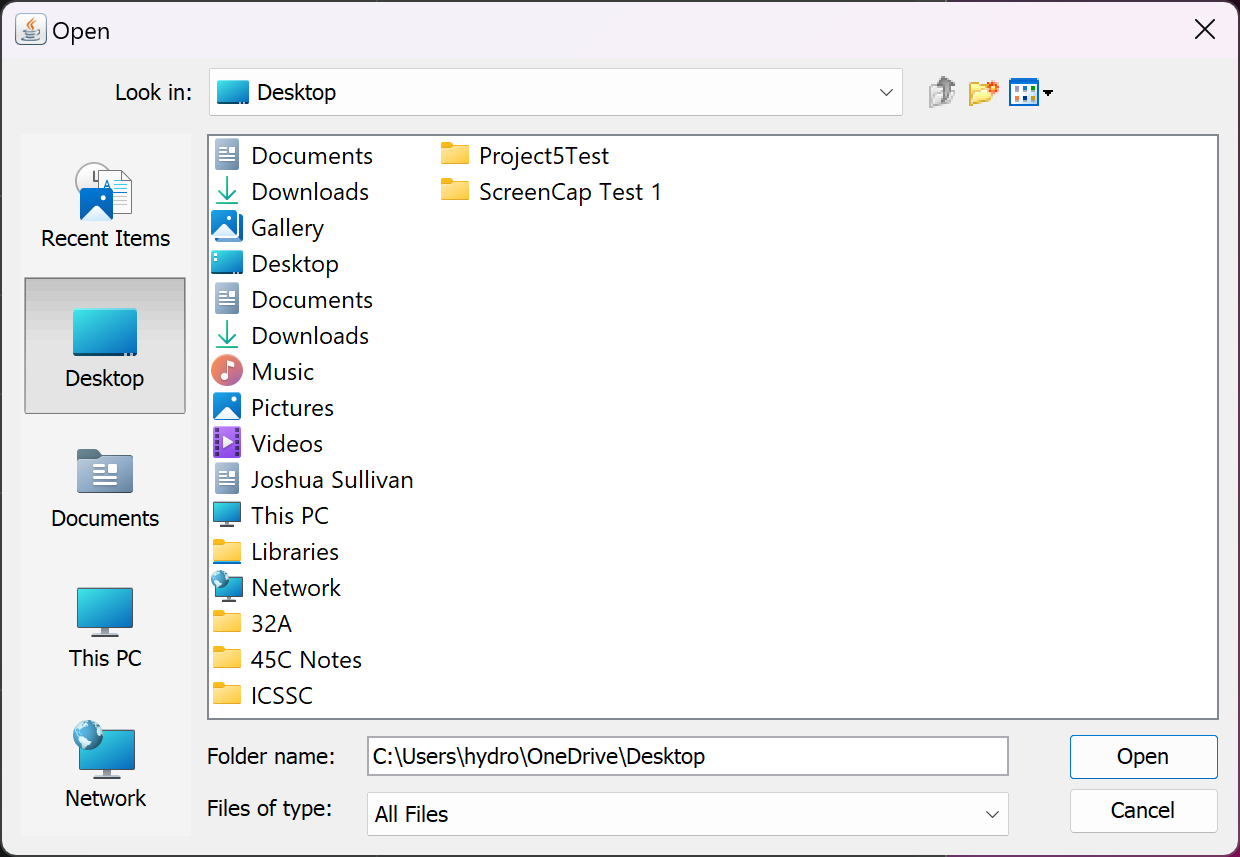 Open
Look in: Desktop
Recent Items
Desktop
Documents
This PC
Network
Documents
Downloads
Gallery
Desktop
Documents
Downloads
Music
Pictures
Videos
Joshua Sullivan
This PC
Libraries
Network
32A
45C Notes
ICSSC
Project5Test
ScreenCap Test 1
Folder name: C:\Users\hydro\OneDrive\Desktop
Open
Files of type: All Files
Cancel